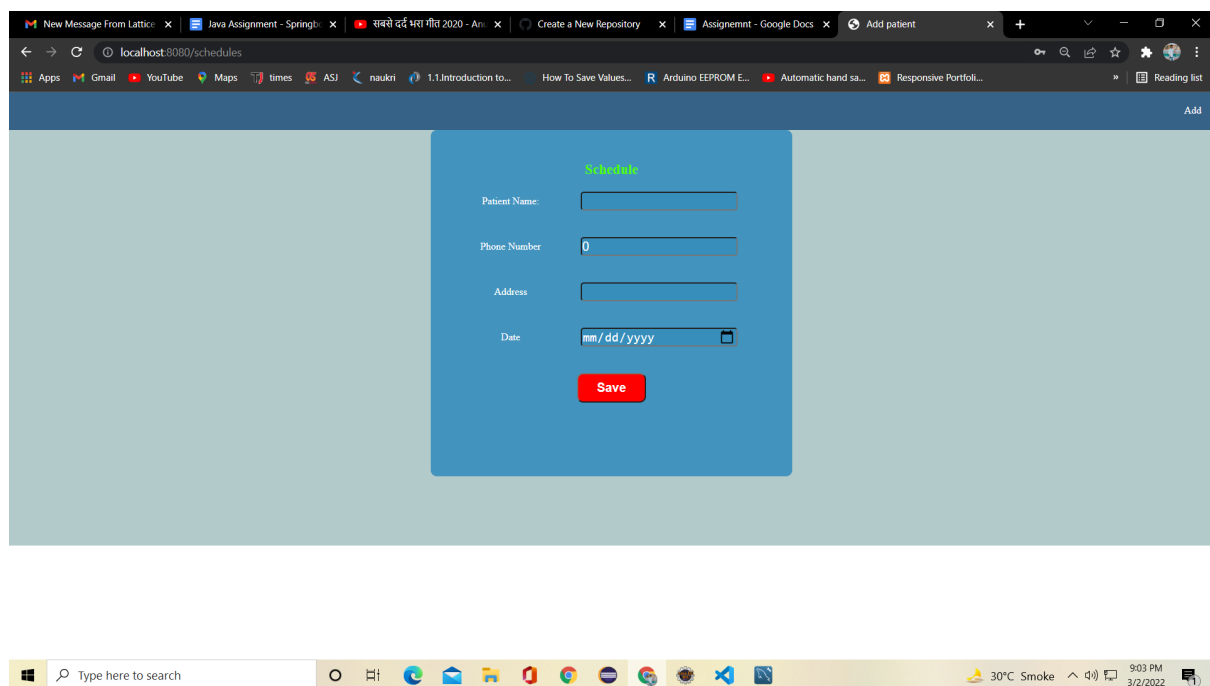 New Message From Lattice
Java Assignment - Springbo
सबसे दर्द भरा गीत 2020 - Anu
Create a New Repository
Assignemnt - Google Docs
Add patient
localhost:8080/schedules
Apps
Gmail
YouTube
Maps
times
ASJ
naukri
1.1.Introduction to...
How To Save Values...
Arduino EEPROM E...
Automatic hand sa...
Responsive Portfoli...
»
Reading list
Add
Schedule
Patient Name:
Phone Number
0
Address
Date
mm/dd/yyyy
Save
Type here to search
30°C Smoke
9:03 PM
3/2/2022